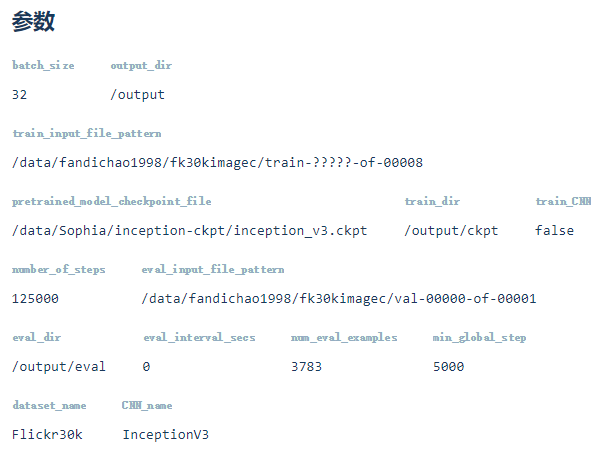 参数
batch_size output_dir
32 /output
train_input_file_pattern
/data/fandichao1998/fk30kimagec/train-?????-of-00008
pretrained_model_checkpoint_file train_dir train_CNN
/data/Sophia/inception-ckpt/inception_v3.ckpt /output/ckpt false
number_of_steps eval_input_file_pattern
125000 /data/fandichao1998/fk30kimagec/val-00000-of-00001
eval_dir eval_interval_secs num_eval_examples min_global_step
/output/eval 0 3783 5000
dataset_name CNN_name
Flickr30k InceptionV3